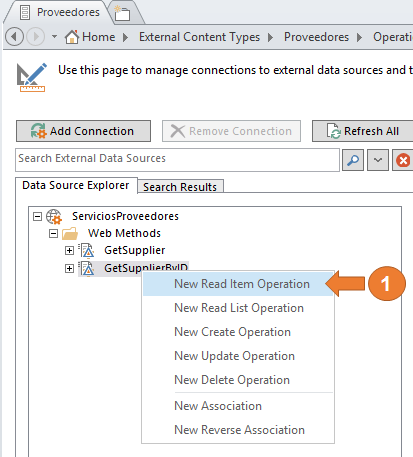 Proveedores
Home ▸ External Content Types ▸ Proveedores ▸ Operati
Use this page to manage connections to external data sources and t
Add Connection Remove Connection Refresh All
Search External Data Sources
Data Source Explorer Search Results
ServiciosProveedores
Web Methods
GetSupplier
GetSupplierByID
New Read Item Operation 1
New Read List Operation
New Create Operation
New Update Operation
New Delete Operation
New Association
New Reverse Association